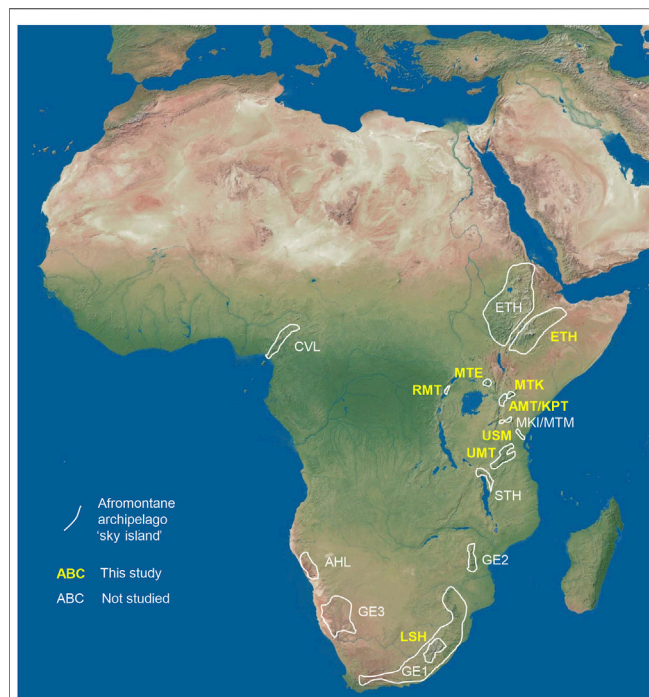 ETH
ETH
CVL
MTE
RMT
MTK
AMT/KPT
MKI/MTM
USM
UMT
STH
Afromontane
archipelago
'sky island'
AHL
GE2
ABC This study
ABC Not studied
GE3
LSH
GE1